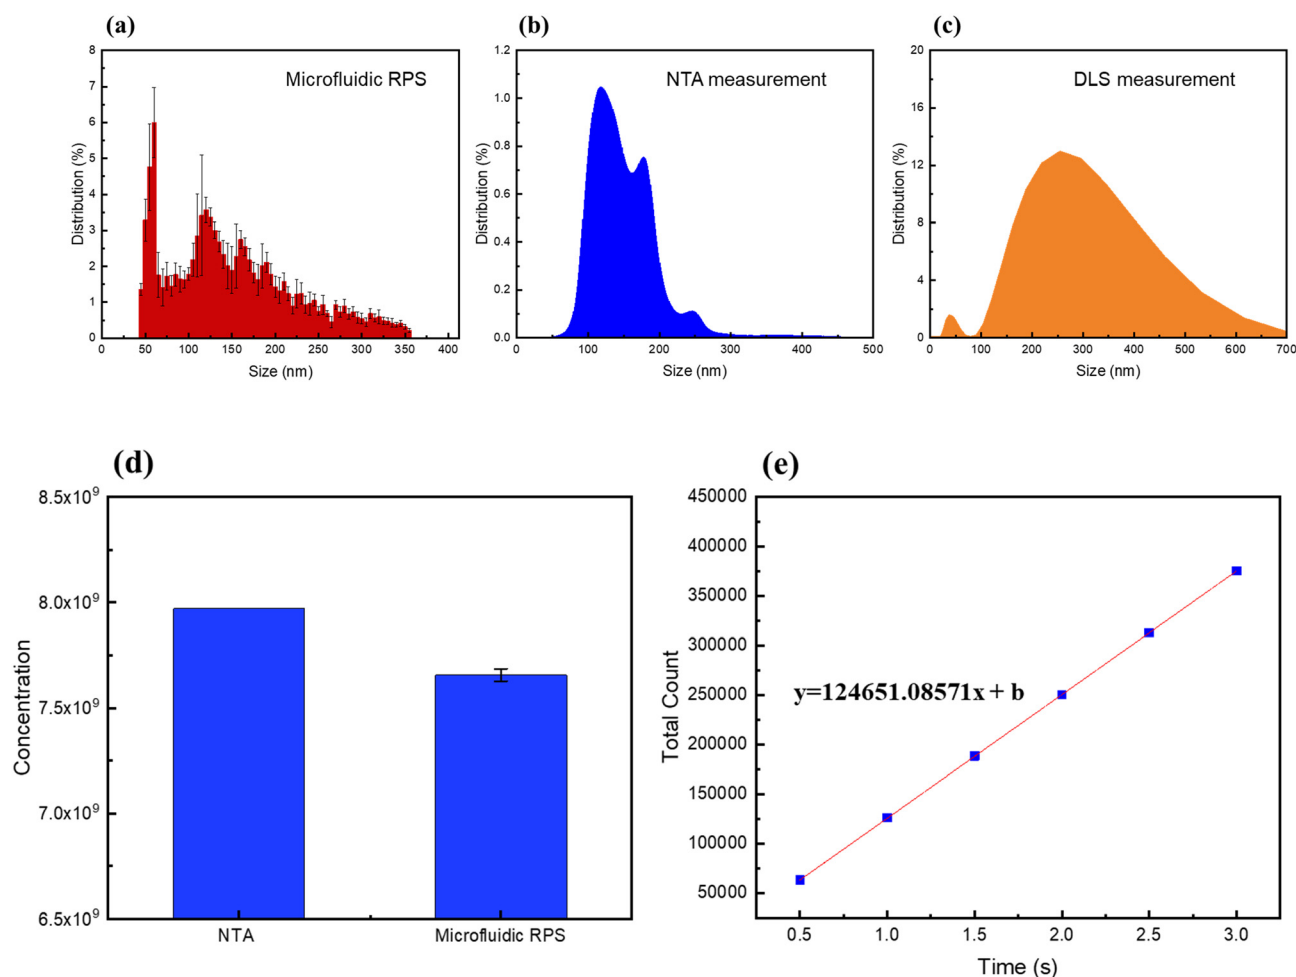 (a)
(b)
(c)
Microfluidic RPS
8
7
6
5
4
3
2
1
0
Distribution (%)
0 50 100 150 200 250 300 350 400
Size (nm)
NTA measurement
1.2
1.0
0.8
0.6
0.4
0.2
0.0
Distribution (%)
0 100 200 300 400 500
Size (nm)
DLS measurement
20
16
12
8
4
0
Distribution (%)
0 100 200 300 400 500 600 700
Size (nm)
(d)
8.5x10⁹
8.0x10⁹
7.5x10⁹
7.0x10⁹
6.5x10⁹
Concentration
NTA Microfluidic RPS
(e)
450000
400000
350000
300000
250000
200000
150000
100000
50000
Total Count
y=124651.08571x + b
0.5 1.0 1.5 2.0 2.5 3.0
Time (s)